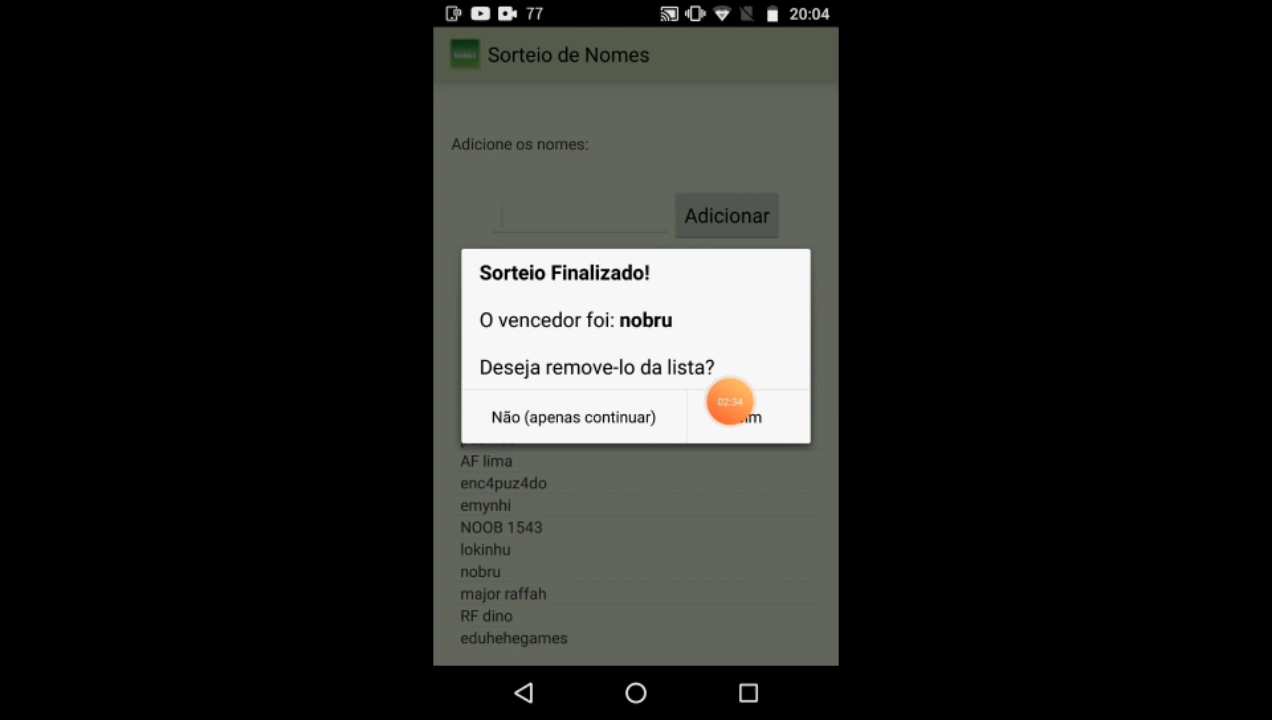 77
20:04
Sorteio de Nomes
Adicione os nomes:
Adicionar
Sorteio Finalizado!
O vencedor foi: nobru
Deseja remove-lo da lista?
02:34
Não (apenas continuar)
AF lima
enc4puz4do
emynhi
NOOB 1543
lokinhu
nobru
major raffah
RF dino
eduhehegames